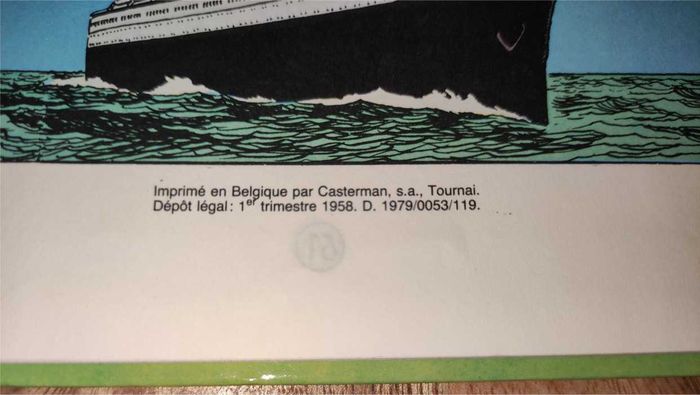 Imprimé en Belgique par Casterman, s.a., Tournai.
Dépôt légal: 1er trimestre 1958. D. 1979/0053/119.